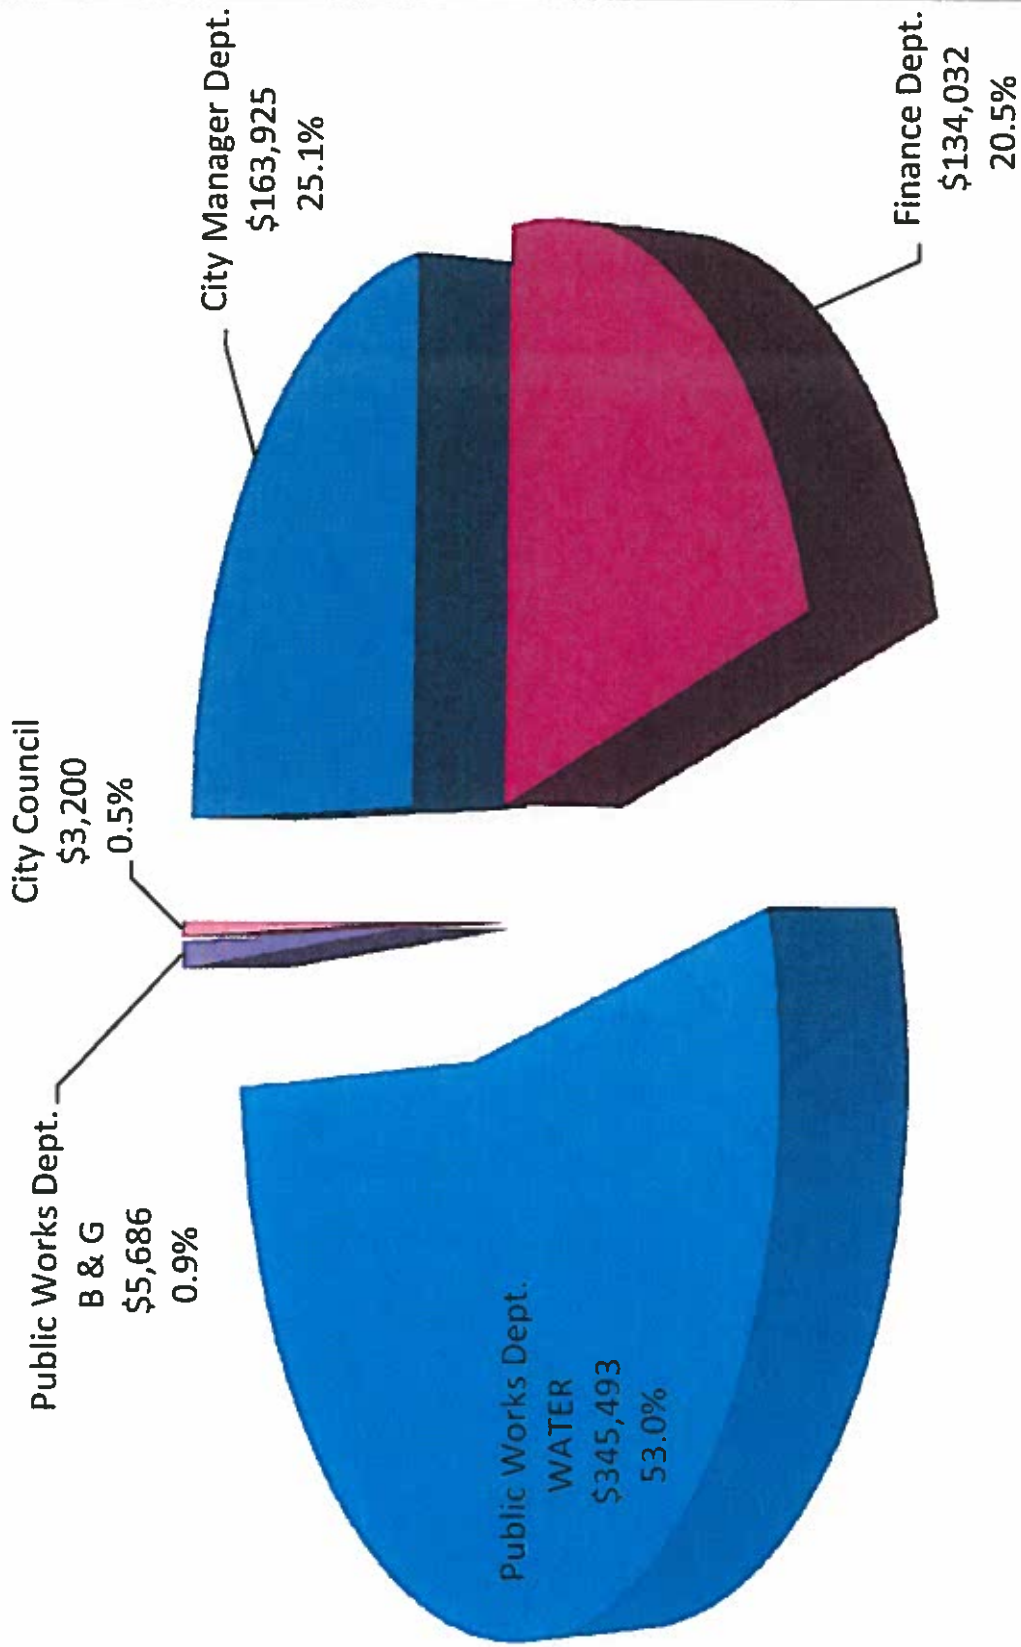 City Council
$3,200
0.5%
Public Works Dept.
B & G
$5,686
0.9%
City Manager Dept.
$163,925
25.1%
Public Works Dept.
WATER
$345,493
53.0%
Finance Dept.
$134,032
20.5%